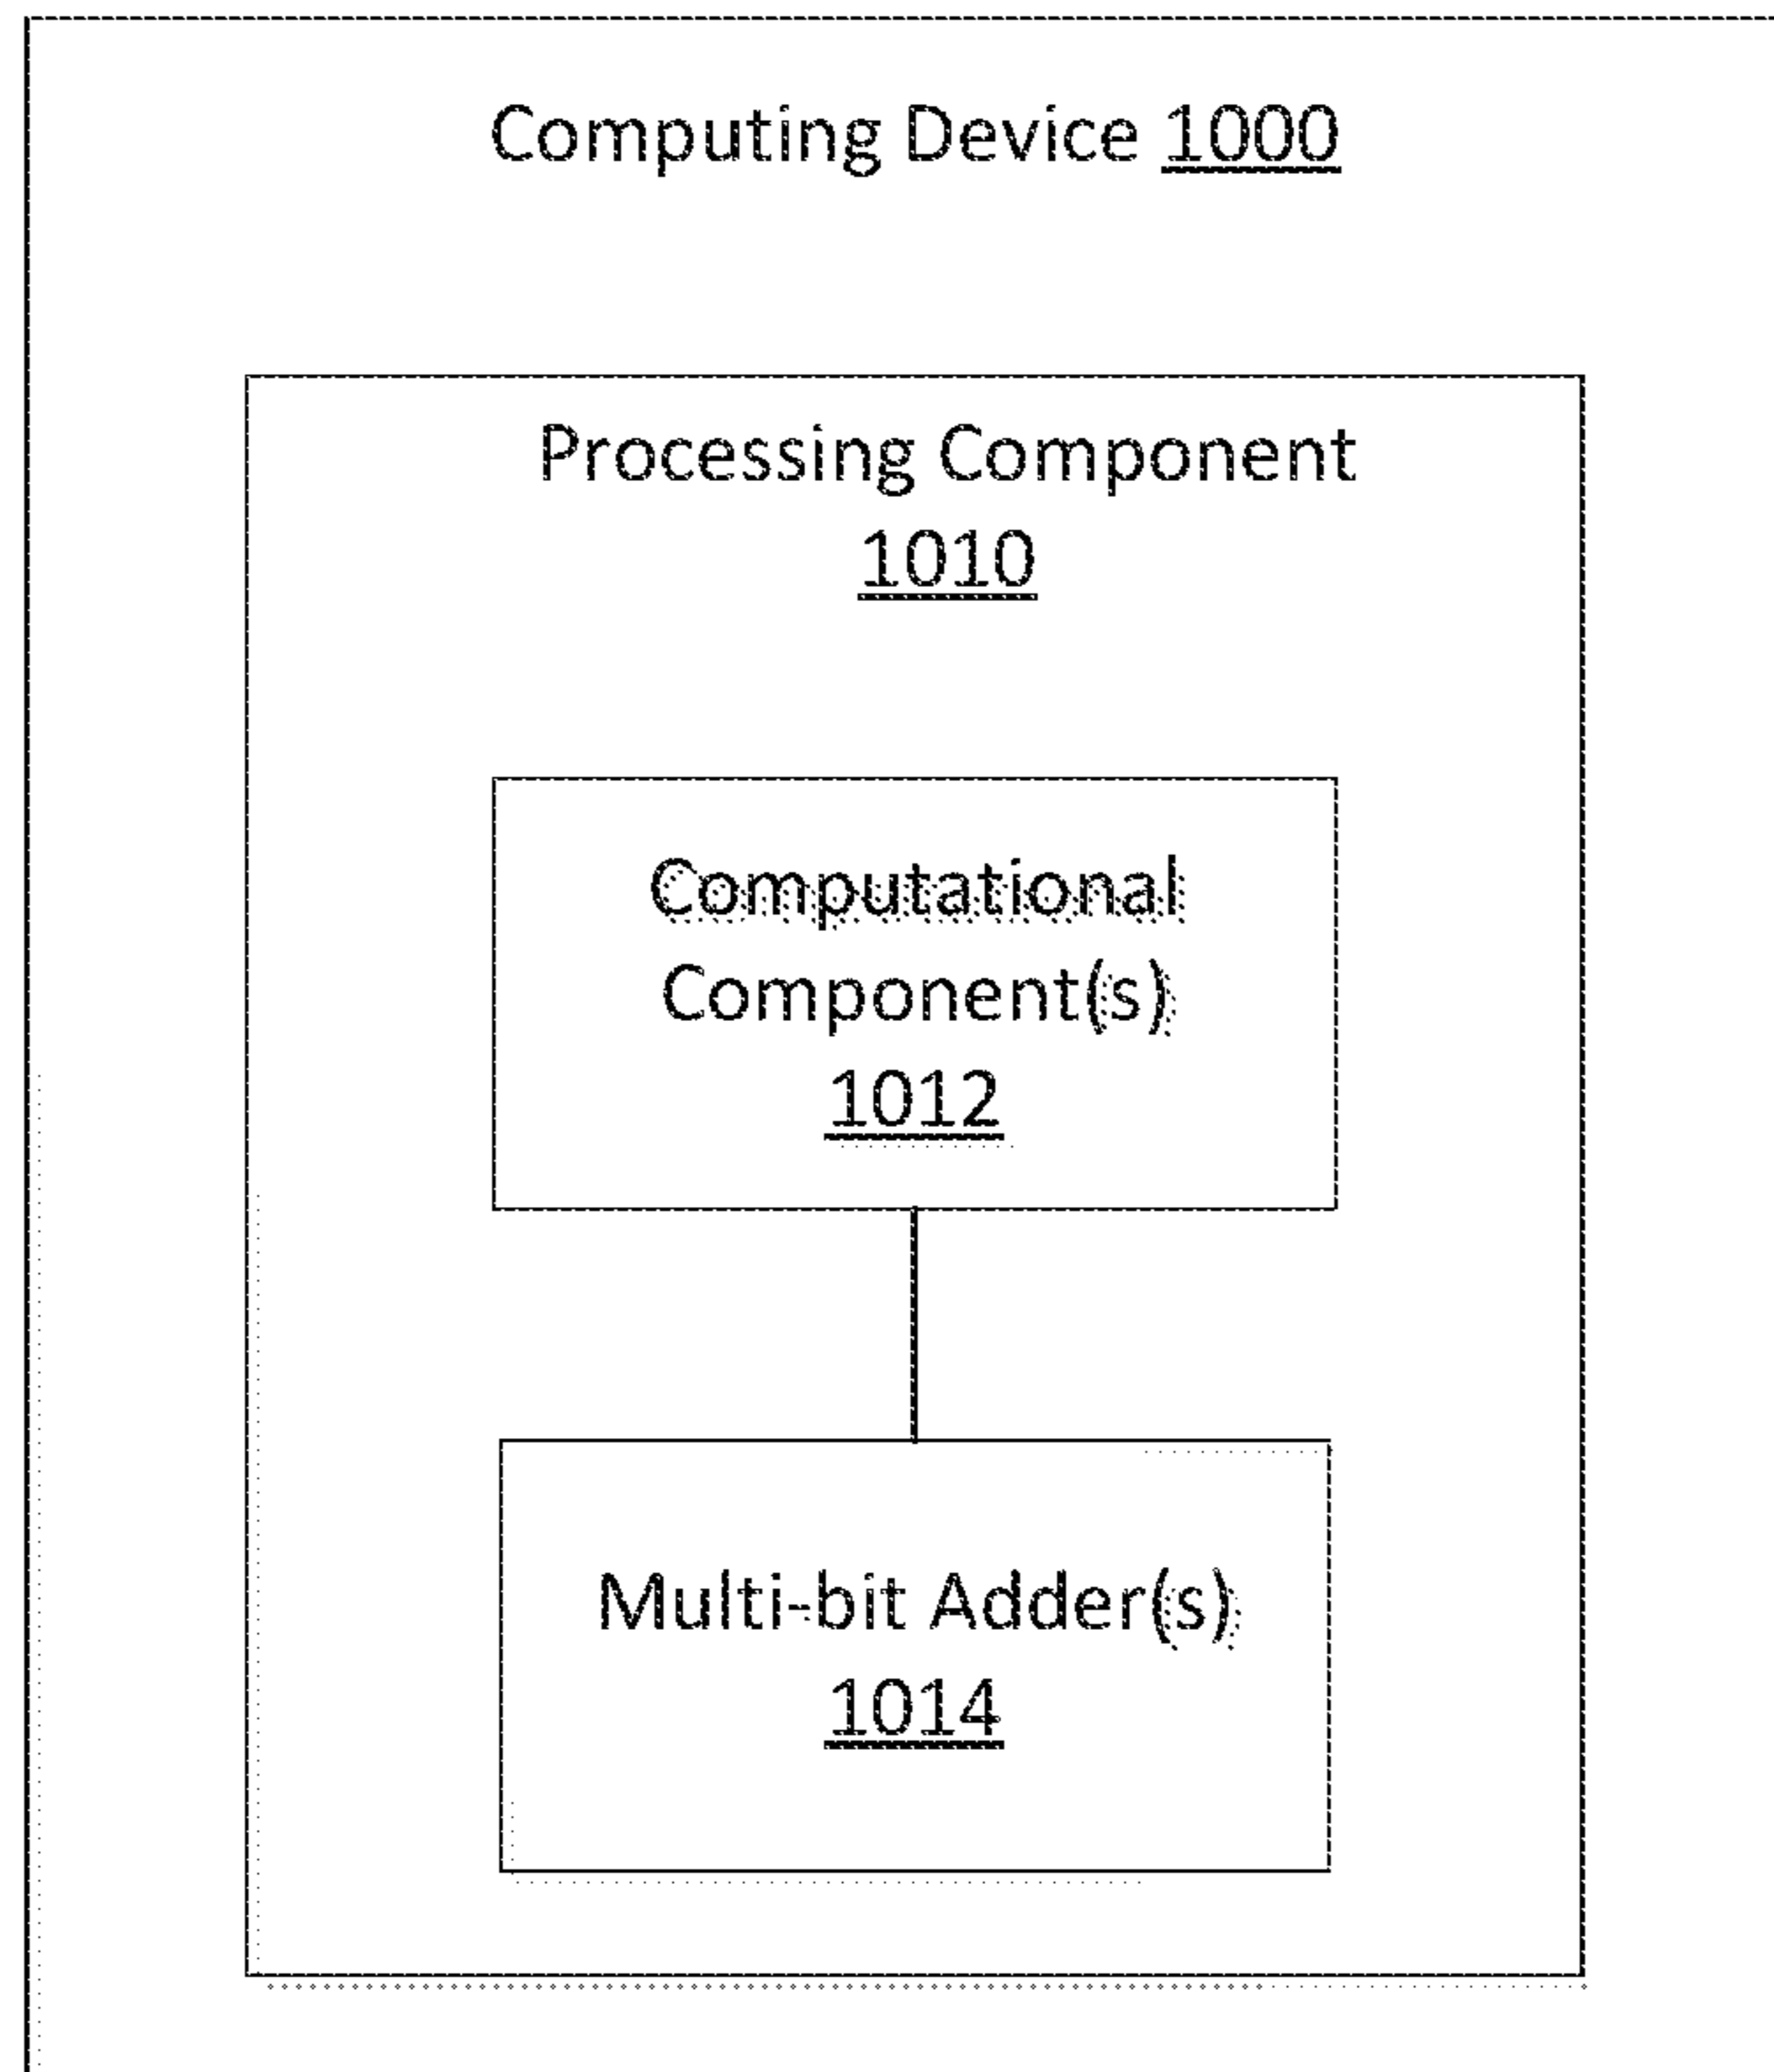 Computing Device 1000
Processing Component
1010
Computational
Component(s)
1012
Multi-bit Adder(s)
1014